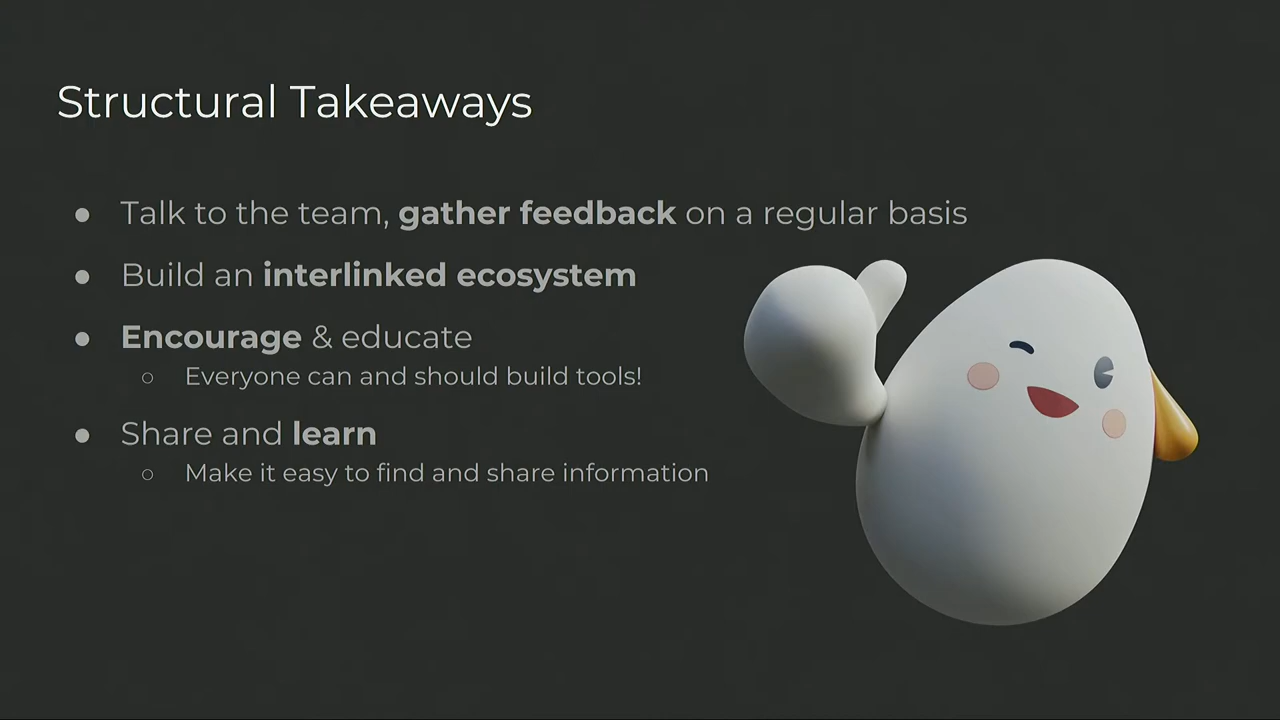 Structural Takeaways
● Talk to the team, gather feedback on a regular basis
● Build an interlinked ecosystem
● Encourage & educate
○ Everyone can and should build tools!
● Share and learn
○ Make it easy to find and share information